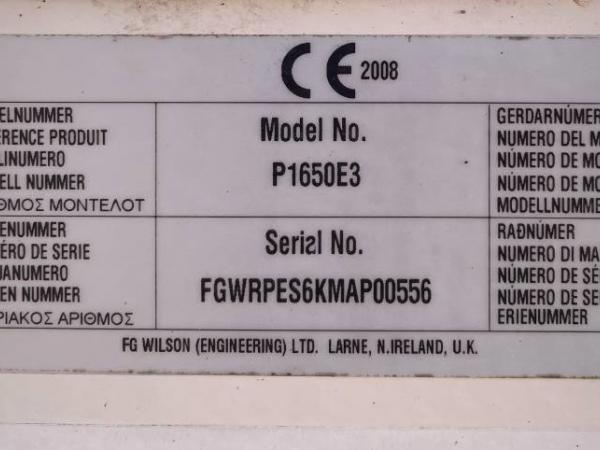 CE 2008
ELNUMMER
ERENCE PRODUIT
LINUMERO
ELL NUMMER
ΘΜΟΣ ΜΟΝΤΕΛΟΤ
Model No.
P1650E3
GERDARNÚMER
NUMERO DEL M
NÚMERO DE MO
NÚMERO DE MO
MODELLNUMME
ENUMMER
ÉRO DE SERIE
JANUMERO
EN NUMMER
ΡΙΑΚΟΣ ΑΡΙΘΜΟΣ
Serial No.
FGWRPES6KMAP00556
RAÐNÚMER
NUMERO DI MA
NÚMERO DE SÉ
NÚMERO DE SE
ERIENUMMER
FG WILSON (ENGINEERING) LTD. LARNE, N.IRELAND, U.K.